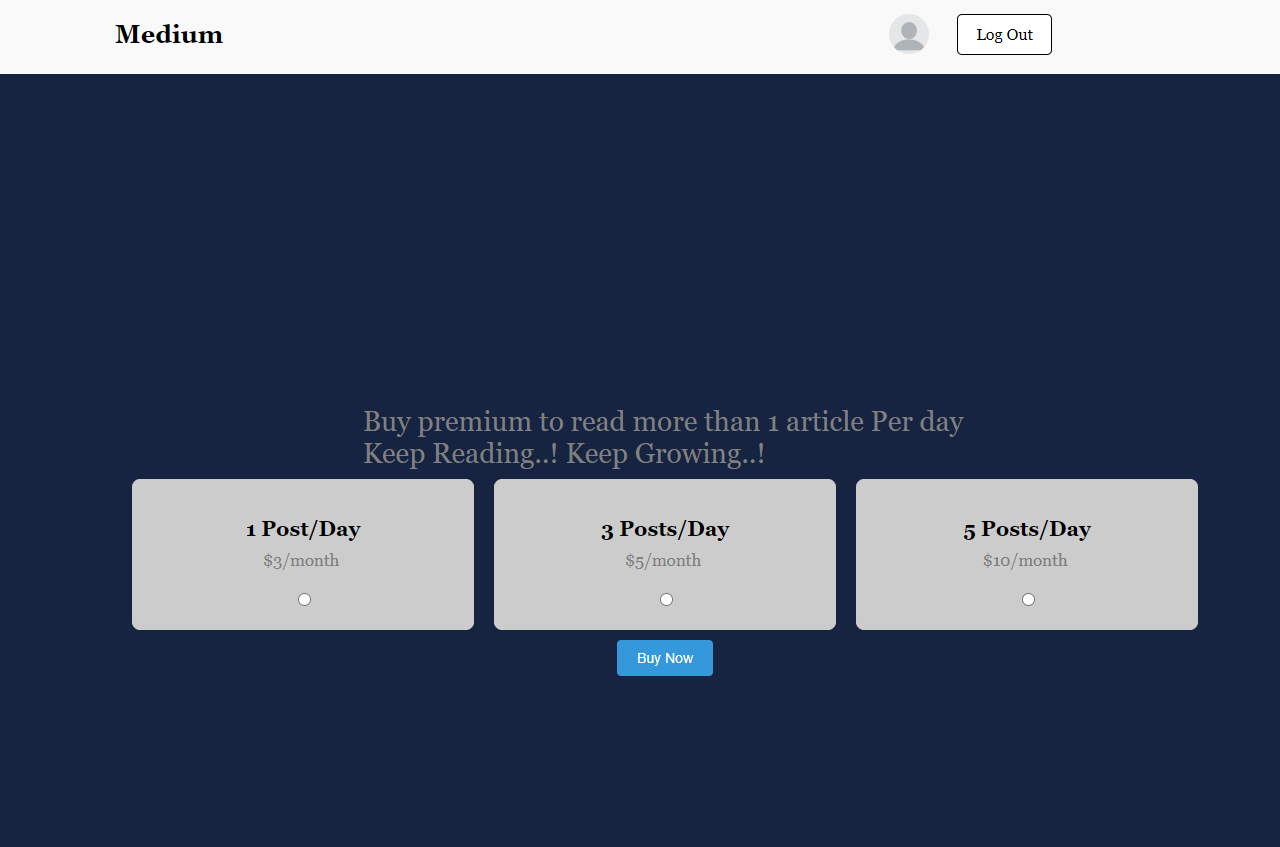 Medium
Log Out
Buy premium to read more than 1 article Per day
Keep Reading..! Keep Growing..!
1 Post/Day
$3/month
3 Posts/Day
$5/month
5 Posts/Day
$10/month
Buy Now